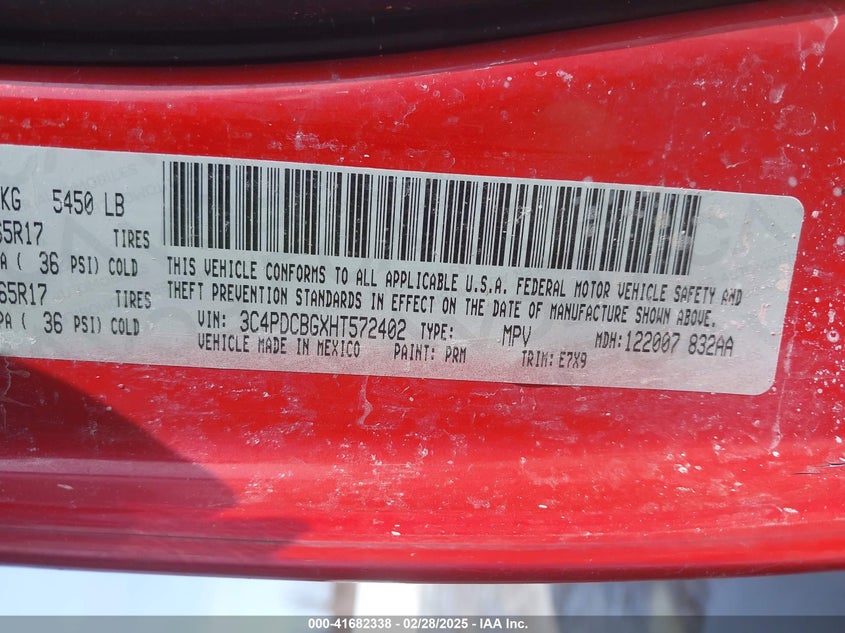 KG 5450 LB
65R17 TIRES
A ( 36 PSI) COLD
65R17 TIRES
PA ( 36 PSI) COLD
THIS VEHICLE CONFORMS TO ALL APPLICABLE U.S.A. FEDERAL MOTOR VEHICLE SAFETY AND
THEFT PREVENTION STANDARDS IN EFFECT ON THE DATE OF MANUFACTURE SHOWN ABOVE.
VIN: 3C4PDCBGXHT572402 TYPE: MPV MDH:122007 832AA
VEHICLE MADE IN MEXICO PAINT: PRM TRIM: E7X9
000-41682338 - 02/28/2025 - IAA Inc.